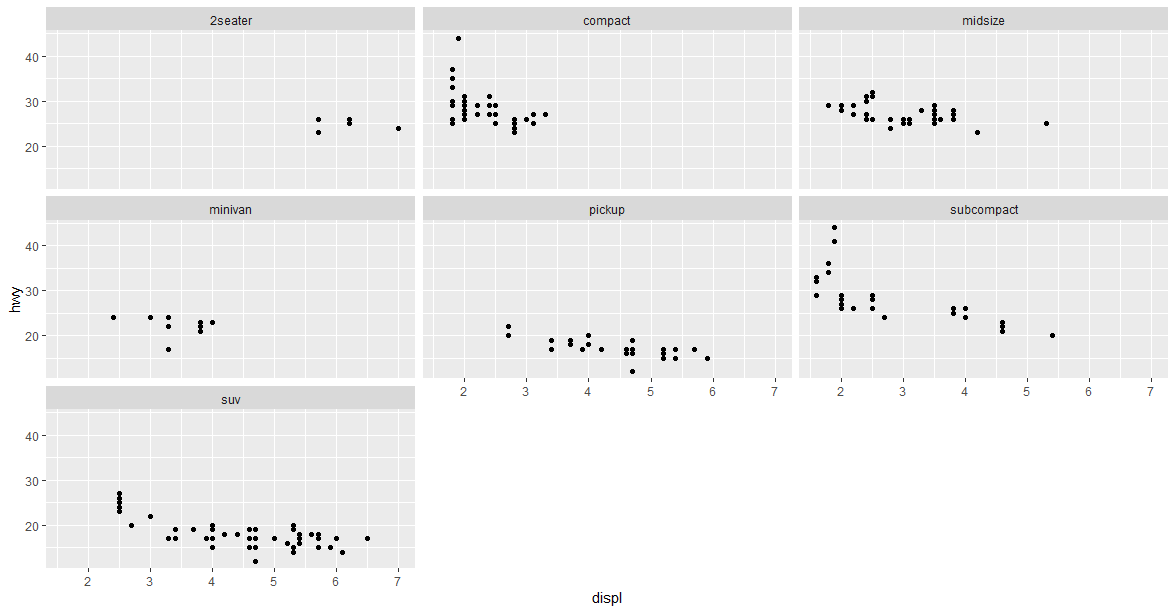 2seater compact midsize
40
30
20
minivan pickup subcompact
hwy
40
30
20
2 3 4 5 6 7 2 3 4 5 6 7
suv
40
30
20
2 3 4 5 6 7
displ